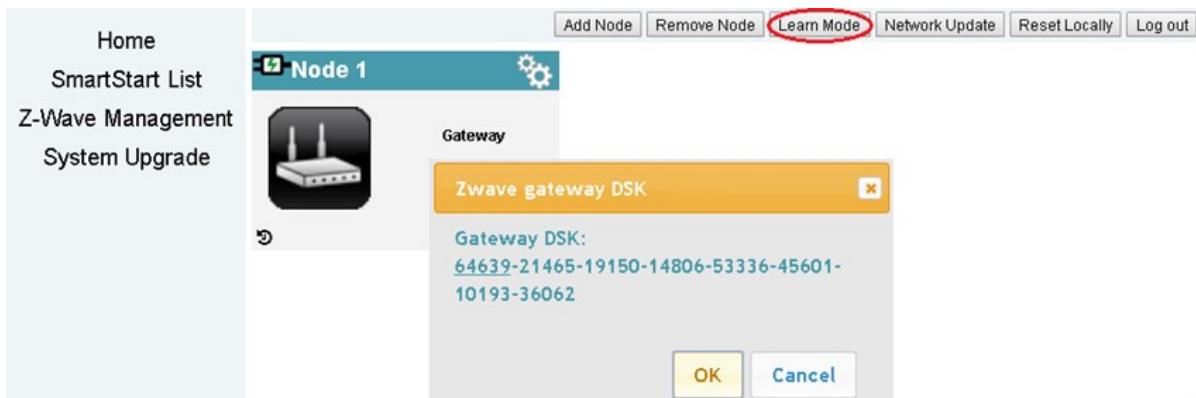 Home
SmartStart List
Z-Wave Management
System Upgrade
Add Node Remove Node Learn Mode Network Update Reset Locally Log out
Node 1
Gateway
Zwave gateway DSK
Gateway DSK:
64639-21465-19150-14806-53336-45601-
10193-36062
OK Cancel